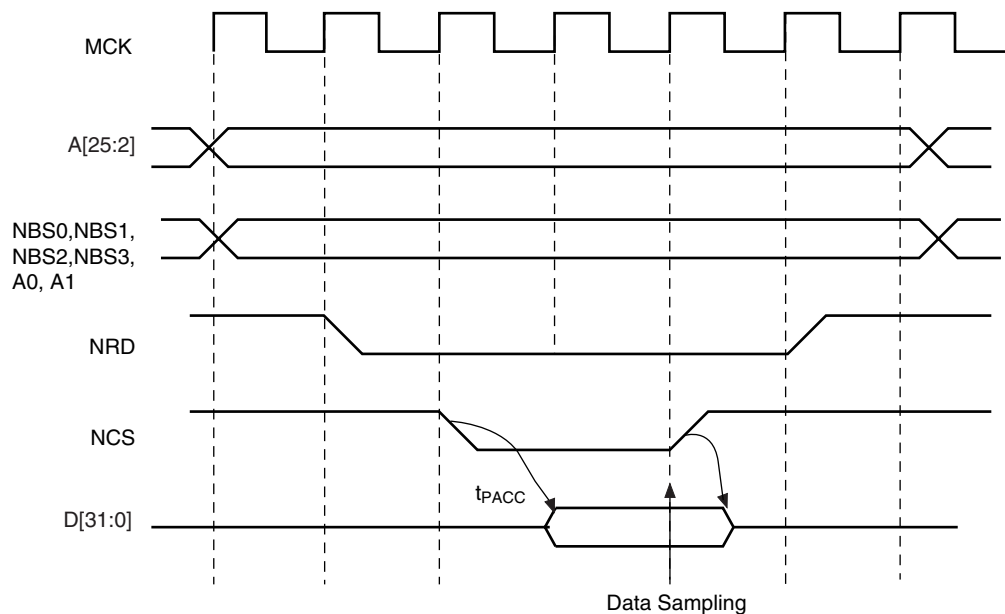 MCK
A[25:2]
NBS0,NBS1,
NBS2,NBS3,
A0, A1
NRD
NCS
tPACC
D[31:0]
Data Sampling